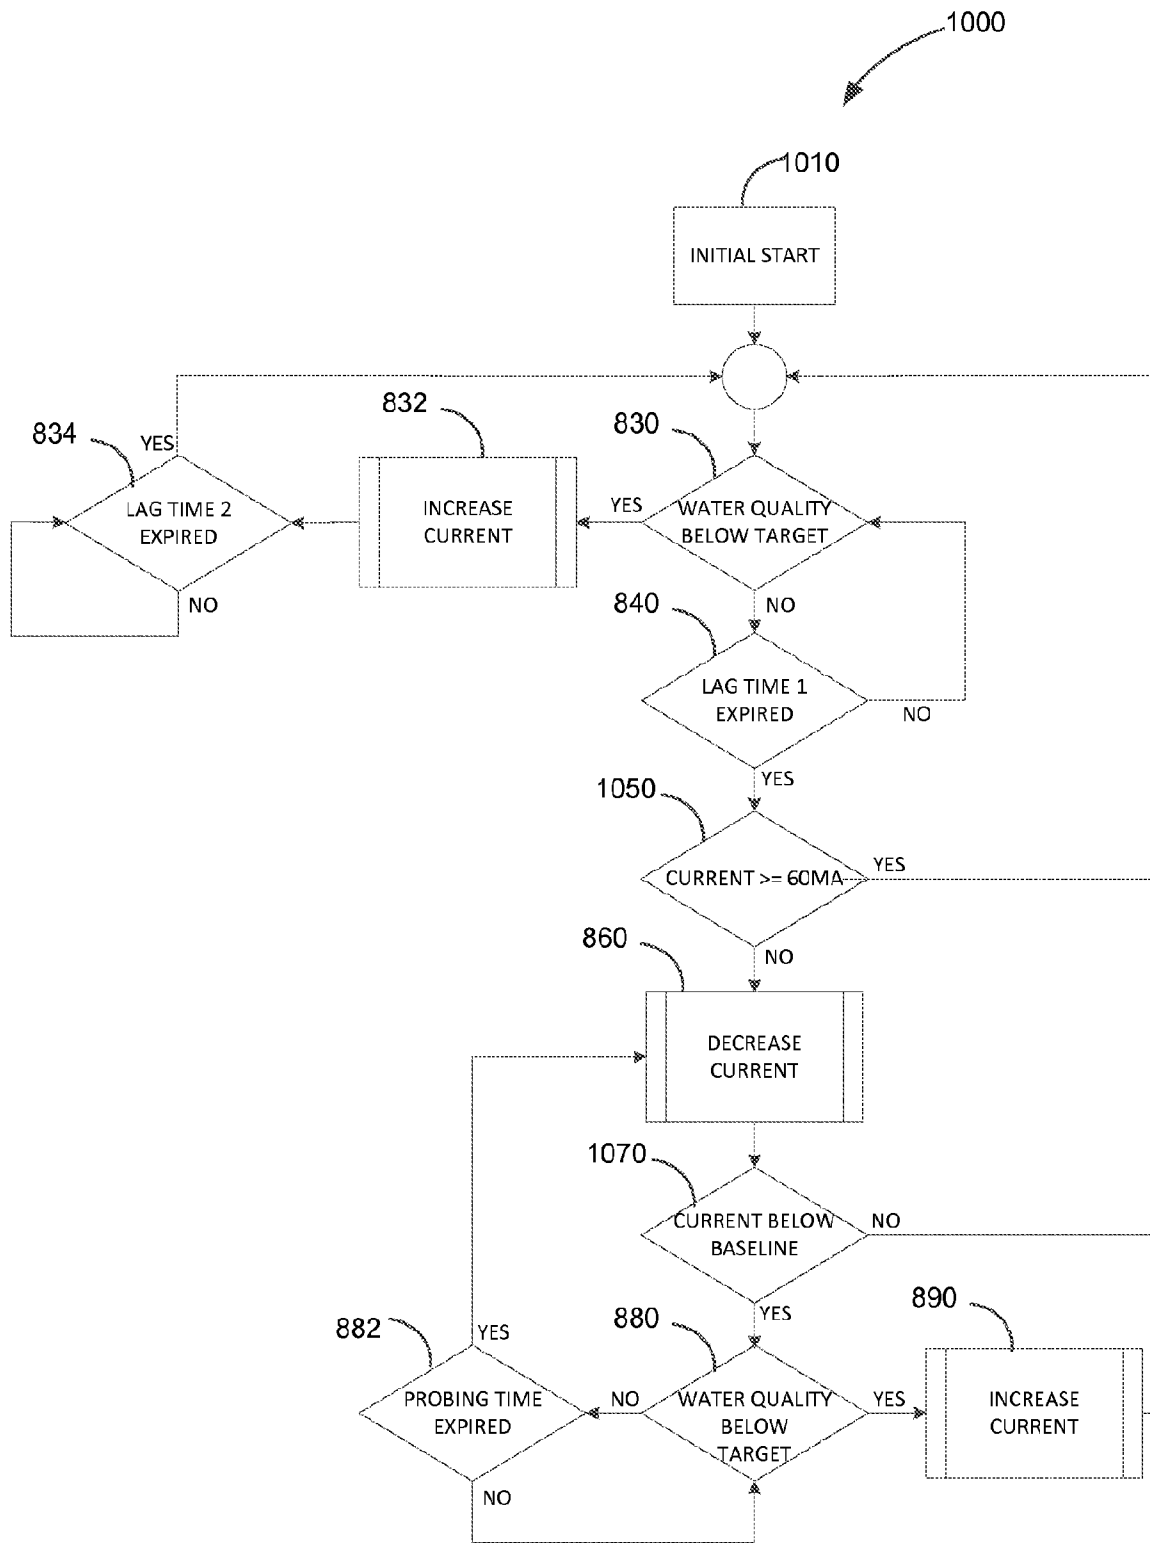 1000
1010
INITIAL START
832
830
834
YES
LAG TIME 2
EXPIRED
INCREASE
CURRENT
YES
WATER QUALITY
BELOW TARGET
NO
840
NO
LAG TIME 1
EXPIRED
NO
1050
YES
CURRENT >= 60MA
YES
860
NO
DECREASE
CURRENT
1070
CURRENT BELOW
BASELINE
NO
882
YES
880
YES
890
PROBING TIME
EXPIRED
NO
WATER QUALITY
BELOW
TARGET
YES
INCREASE
CURRENT
NO